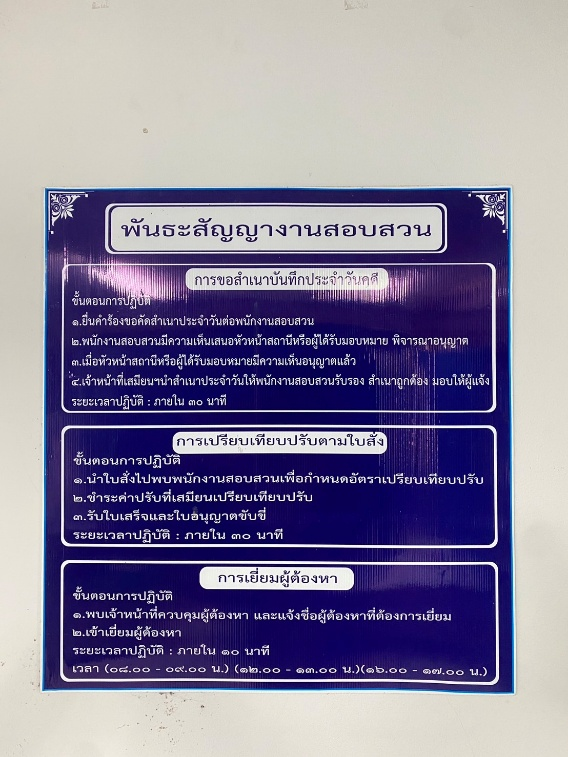 พันธะสัญญางานสอบสวน
การขอสำเนาบันทึกประจำวันคดี
ขั้นตอนการปฏิบัติ
๑.ยื่นคำร้องขอคัดสำเนาประจำวันต่อพนักงานสอบสวน
๒.พนักงานสอบสวนมีความเห็นเสนอหัวหน้าสถานีหรือผู้ได้รับมอบหมาย พิจารณาอนุญาต
๓.เมื่อหัวหน้าสถานีหรือผู้ได้รับมอบหมายมีความเห็นอนุญาตแล้ว
๔.เจ้าหน้าที่เสมียนฯนำสำเนาประจำวันให้พนักงานสอบสวนรับรอง สำเนาถูกต้อง มอบให้ผู้แจ้ง
ระยะเวลาปฏิบัติ : ภายใน ๓๐ นาที
การเปรียบเทียบปรับตามใบสั่ง
ขั้นตอนการปฏิบัติ
๑.นำใบสั่งไปพบพนักงานสอบสวนเพื่อกำหนดอัตราเปรียบเทียบปรับ
๒.ชำระค่าปรับที่เสมียนเปรียบเทียบปรับ
๓.รับใบเสร็จและใบอนุญาตขับขี่
ระยะเวลาปฏิบัติ : ภายใน ๓๐ นาที
การเยี่ยมผู้ต้องหา
ขั้นตอนการปฏิบัติ
๑.พบเจ้าหน้าที่ควบคุมผู้ต้องหา และแจ้งชื่อผู้ต้องหาที่ต้องการเยี่ยม
๒.เข้าเยี่ยมผู้ต้องหา
ระยะเวลาปฏิบัติ : ภายใน ๑๐ นาที
เวลา (๐๘.๐๐ - ๐๙.๐๐ น.) (๑๒.๐๐ - ๑๓.๐๐ น.)(๑๖.๐๐ - ๑๗.๐๐ น.)